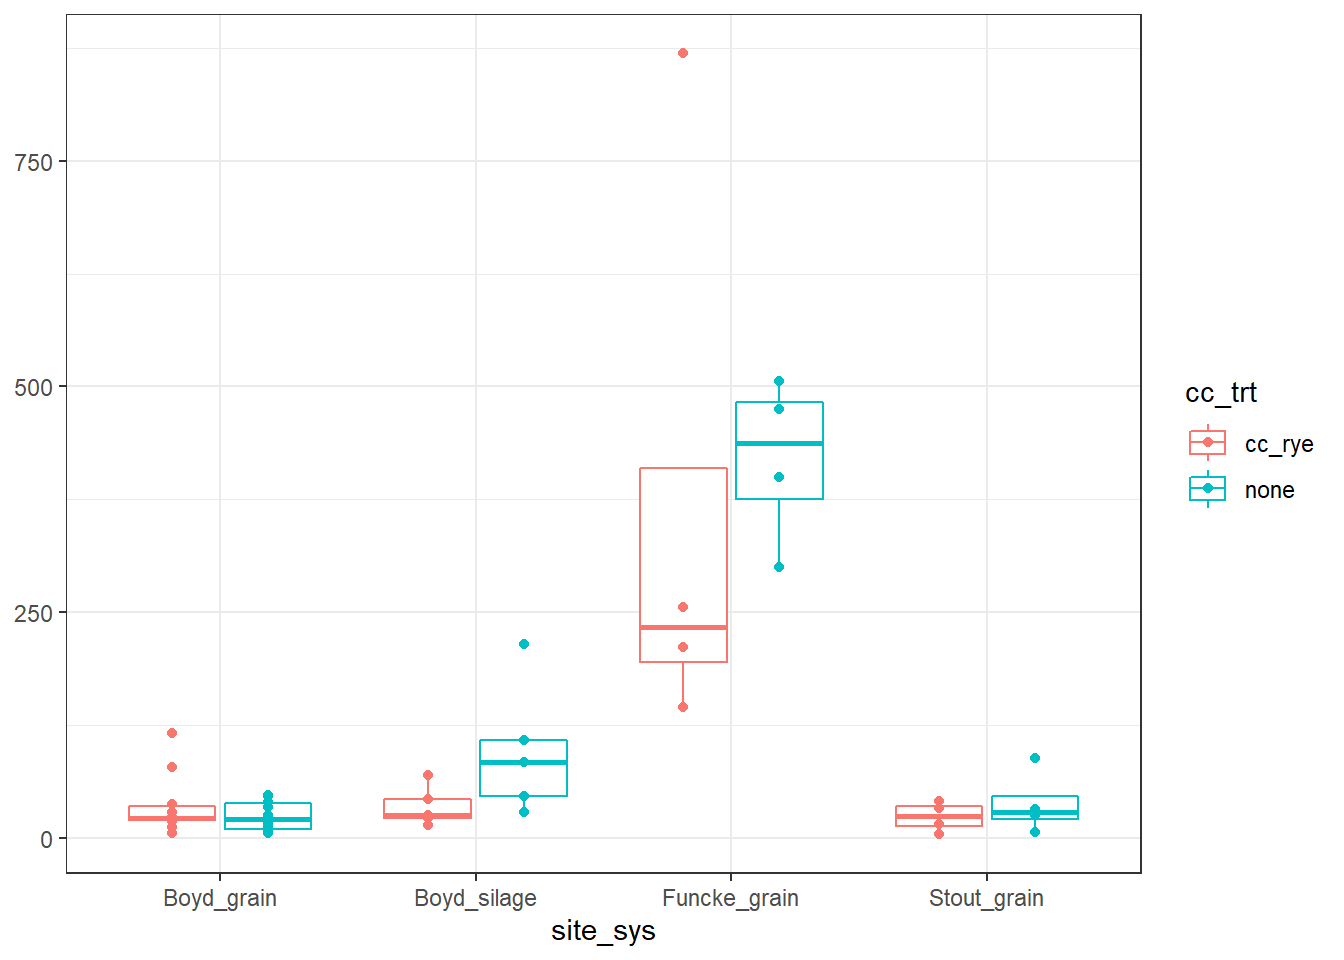 750
500
250
0
Boyd_grain
Boyd_silage
Funcke_grain
Stout_grain
site_sys
cc_trt
cc_rye
none